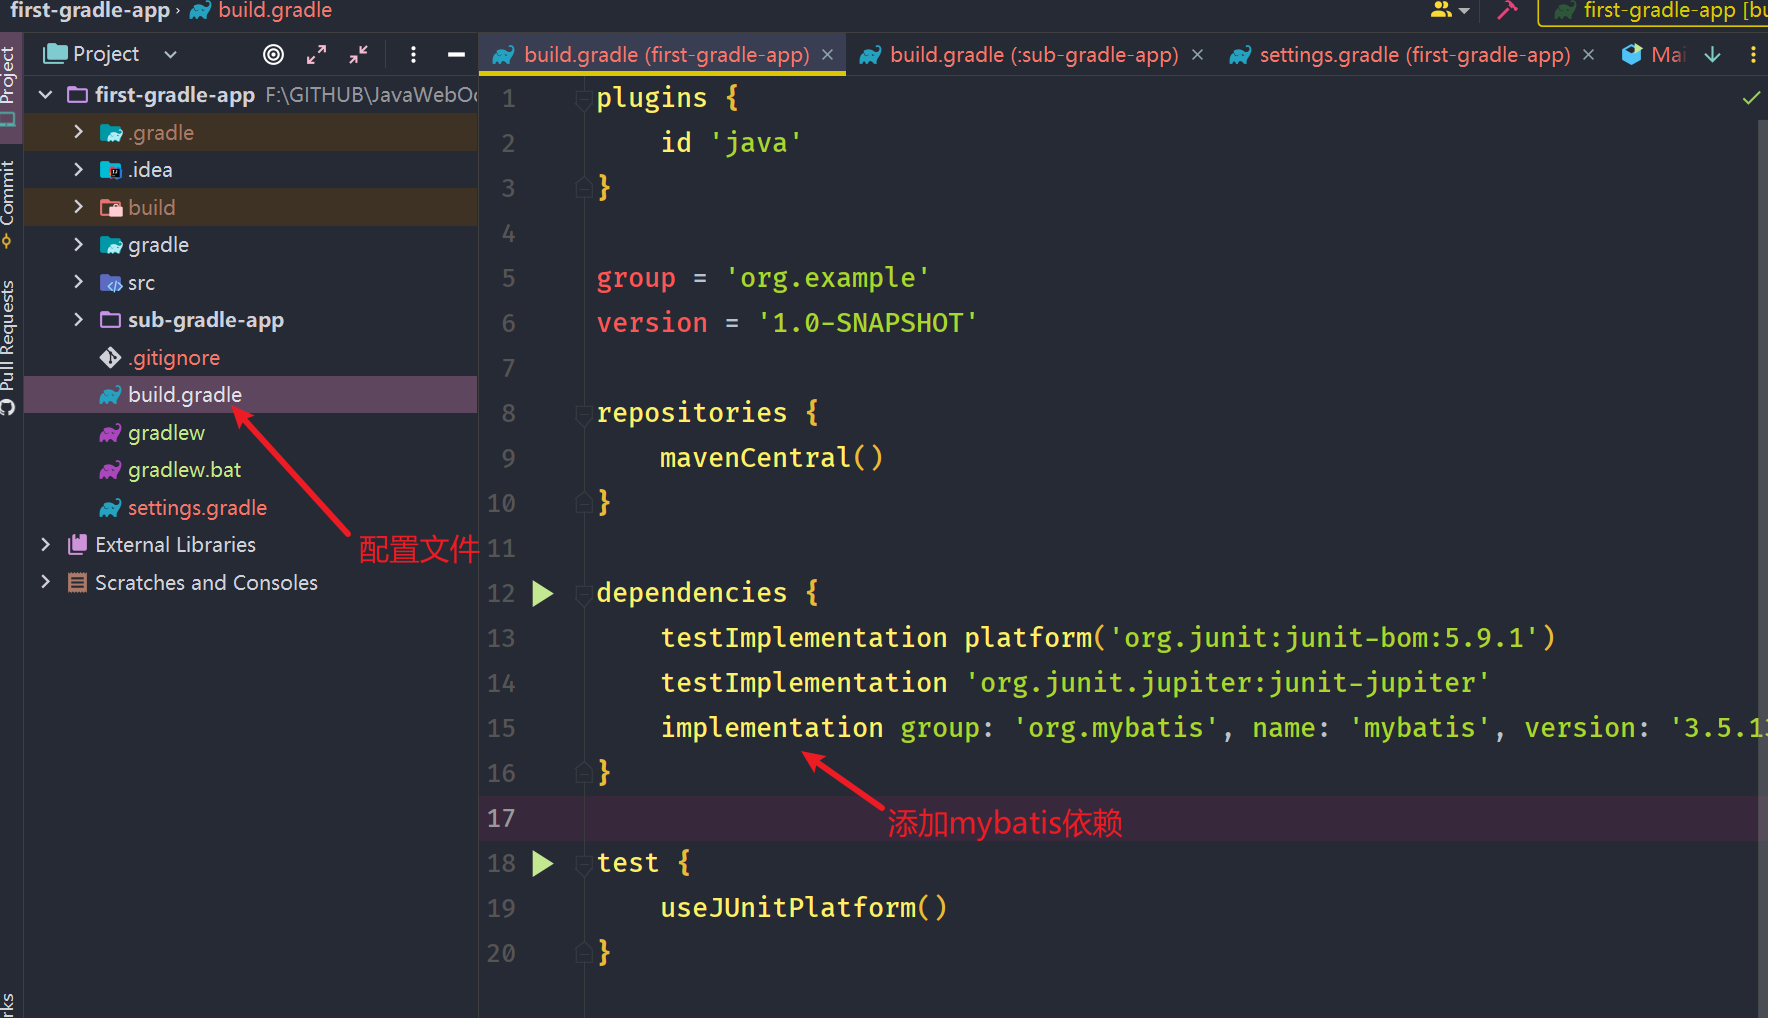 first-gradle-app › build.gradle
first-gradle-app
Project
build.gradle (first-gradle-app) ×
build.gradle (:sub-gradle-app) ×
settings.gradle (first-gradle-app) ×
Project
Commit
Pull Requests
first-gradle-app F:\GITHUB\JavaWeb
.gradle
.idea
build
gradle
src
sub-gradle-app
.gitignore
build.gradle
gradlew
gradlew.bat
settings.gradle
External Libraries
Scratches and Consoles
配置文件
1 plugins {
2 id 'java'
3 }
4
5 group = 'org.example'
6 version = '1.0-SNAPSHOT'
7
8 repositories {
9 mavenCentral()
10 }
11
12 dependencies {
13 testImplementation platform('org.junit:junit-bom:5.9.1')
14 testImplementation 'org.junit.jupiter:junit-jupiter'
15 implementation group: 'org.mybatis', name: 'mybatis', version: '3.5.13
16 }
17
添加mybatis依赖
18 test {
19 useJUnitPlatform()
20 }